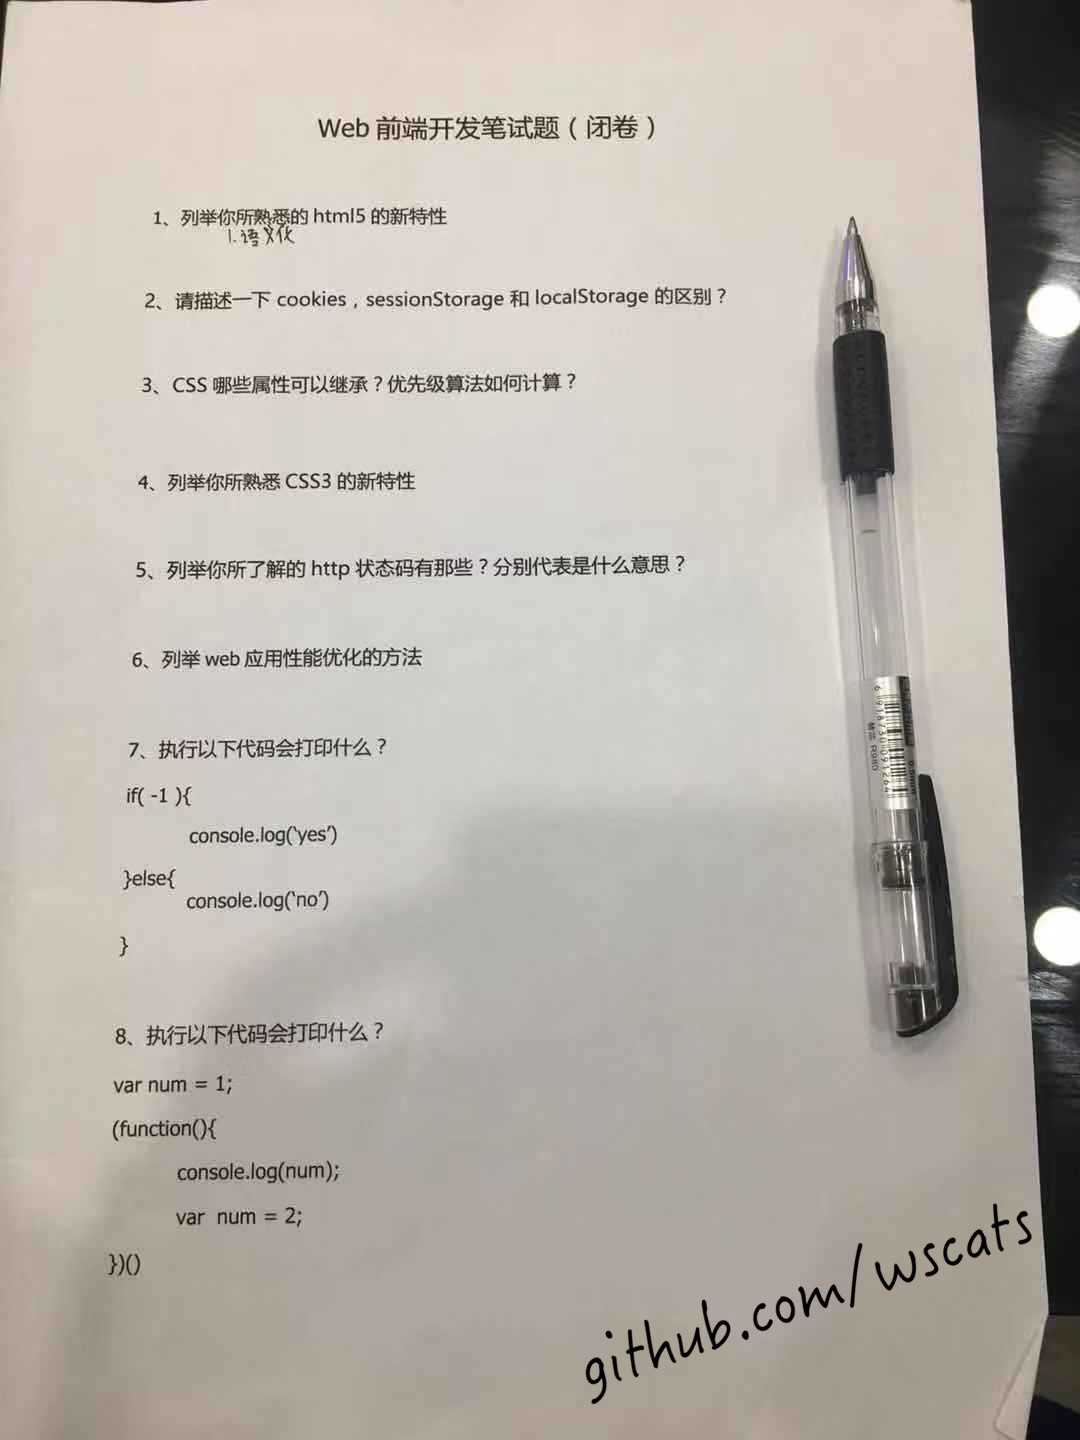 Web 前端开发笔试题（闭卷）
1、列举你所熟悉的 html5 的新特性
1.语义化
2、请描述一下 cookies，sessionStorage 和 localStorage 的区别？
3、CSS 哪些属性可以继承？优先级算法如何计算？
4、列举你所熟悉 CSS3 的新特性
5、列举你所了解的 http 状态码有那些？分别代表是什么意思？
6、列举 web 应用性能优化的方法
7、执行以下代码会打印什么？
if( -1 ){
console.log(‘yes’)
}else{
console.log(‘no’)
}
8、执行以下代码会打印什么？
var num = 1;
(function(){
console.log(num);
var  num = 2;
})()
github.com/wscats
6918730091264
R980